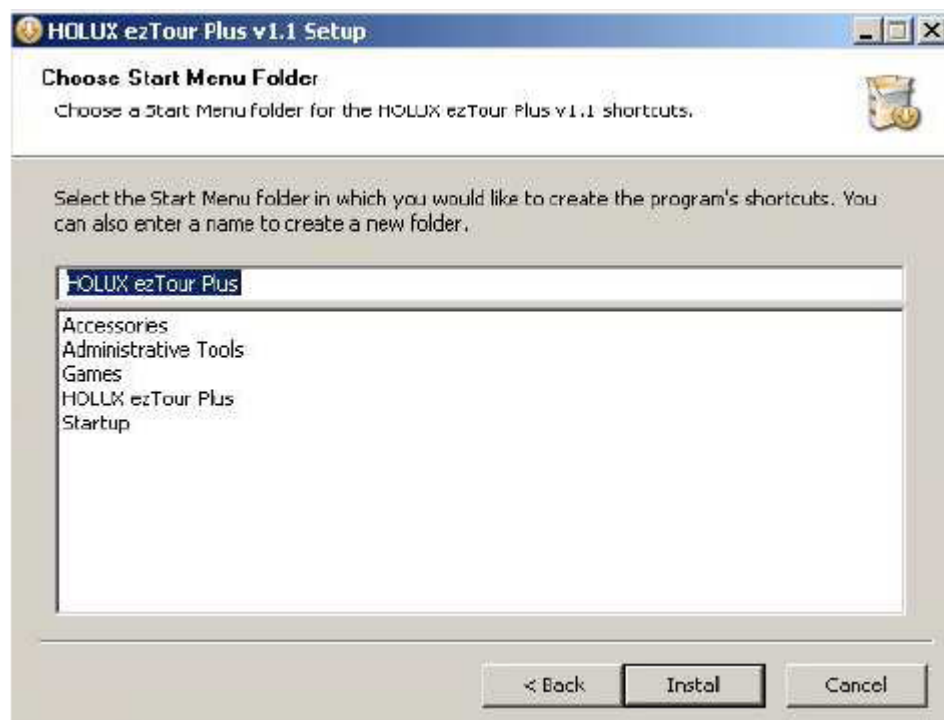 HOLUX ezTour Plus v1.1 Setup
Choose Start Menu Folder
Choose a Start Menu folder for the HOLUX ezTour Plus v1.1 shortcuts.
Select the Start Menu folder in which you would like to create the program's shortcuts. You
can also enter a name to create a new folder.
HOLUX ezTour Plus
Accessories
Administrative Tools
Games
HOLUX ezTour Plus
Startup
< Back
Install
Cancel